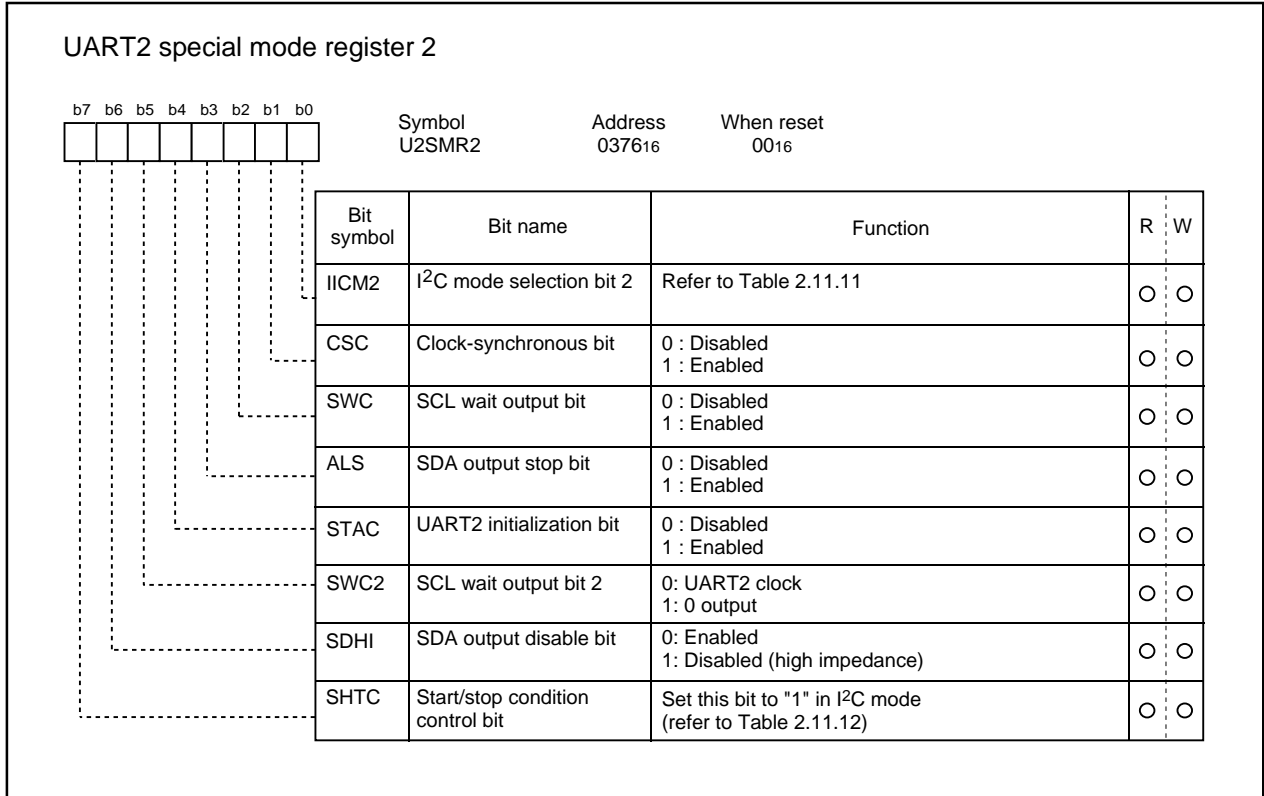 UART2 special mode register 2
b7 b6 b5 b4 b3 b2 b1 b0
Symbol Address When reset
U2SMR2 037616 0016
Bit symbol Bit name Function R W
IICM2 I2C mode selection bit 2 Refer to Table 2.11.11 O O
CSC Clock-synchronous bit 0 : Disabled
1 : Enabled O O
SWC SCL wait output bit 0 : Disabled
1 : Enabled O O
ALS SDA output stop bit 0 : Disabled
1 : Enabled O O
STAC UART2 initialization bit 0 : Disabled
1 : Enabled O O
SWC2 SCL wait output bit 2 0: UART2 clock
1: 0 output O O
SDHI SDA output disable bit 0: Enabled
1: Disabled (high impedance) O O
SHTC Start/stop condition Set this bit to "1" in I2C mode
control bit (refer to Table 2.11.12) O O